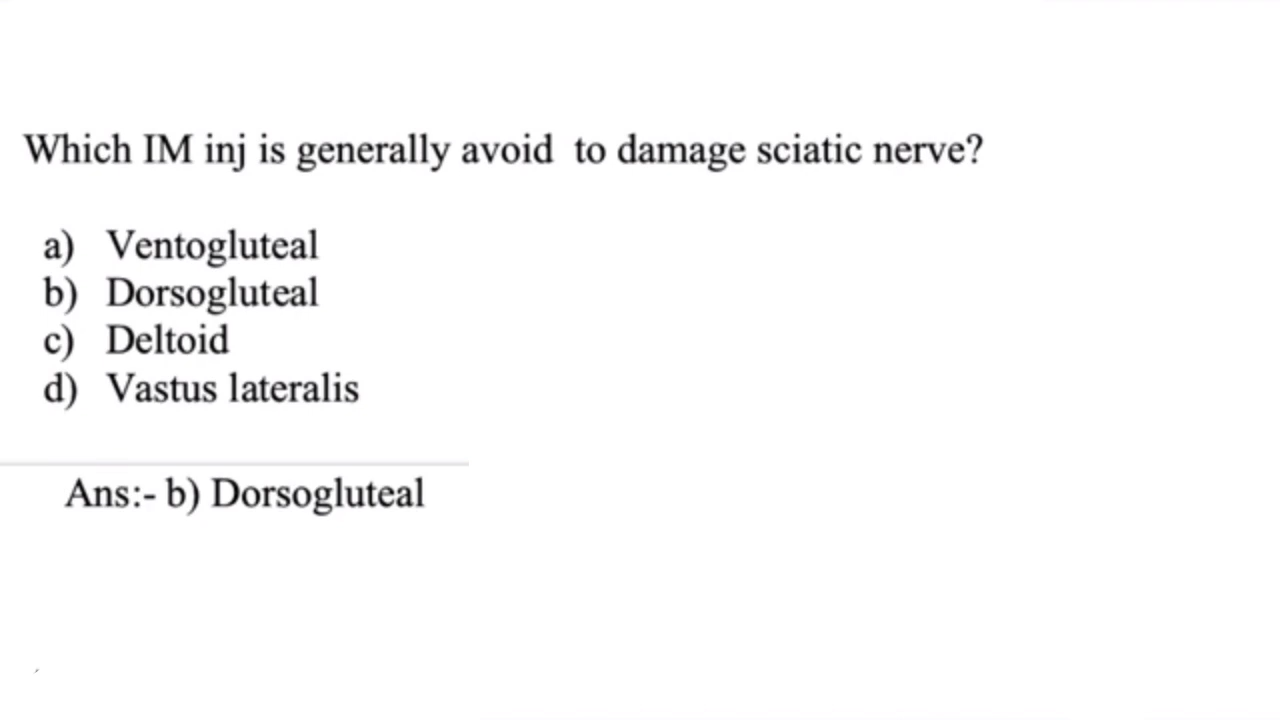 Which IM inj is generally avoid to damage sciatic nerve?
a) Ventogluteal
b) Dorsogluteal
c) Deltoid
d) Vastus lateralis
Ans:- b) Dorsogluteal